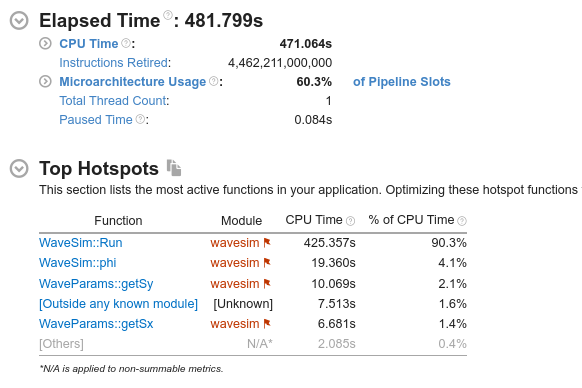 Elapsed Time ?: 481.799s
CPU Time ?: 471.064s
Instructions Retired: 4,462,211,000,000
Microarchitecture Usage ?: 60.3% of Pipeline Slots
Total Thread Count: 1
Paused Time ?: 0.084s
Top Hotspots
This section lists the most active functions in your application. Optimizing these hotspot functions
Function Module CPU Time ? % of CPU Time ?
WaveSim::Run wavesim 425.357s 90.3%
WaveSim::phi wavesim 19.360s 4.1%
WaveParams::getSy wavesim 10.069s 2.1%
[Outside any known module] [Unknown] 7.513s 1.6%
WaveParams::getSx wavesim 6.681s 1.4%
[Others] N/A* 2.085s 0.4%
*N/A is applied to non-summable metrics.